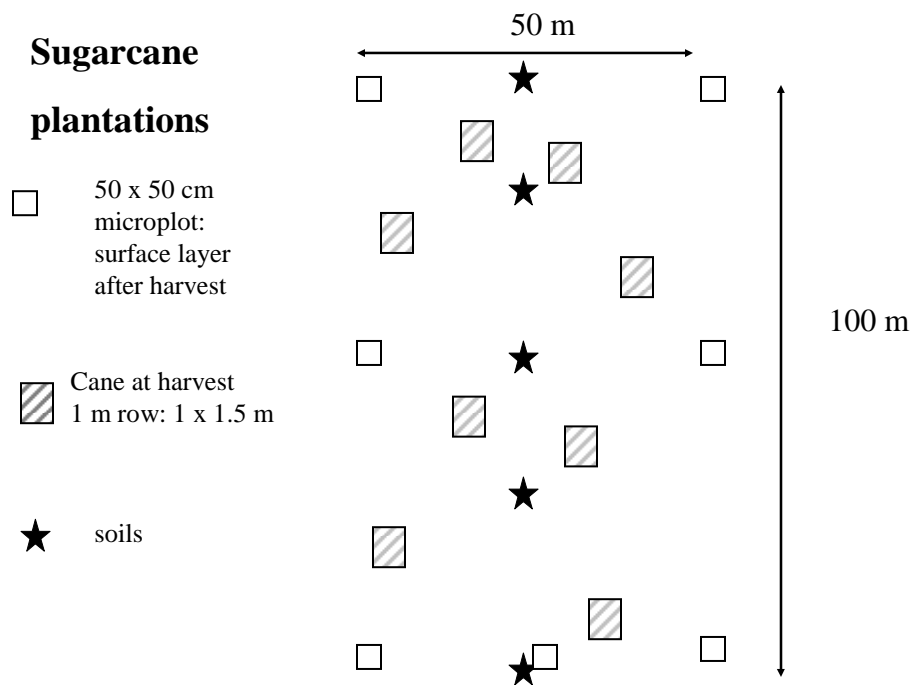 Sugarcane
plantations
50 x 50 cm
microplot:
surface layer
after harvest
Cane at harvest
1 m row: 1 x 1.5 m
soils
50 m
100 m